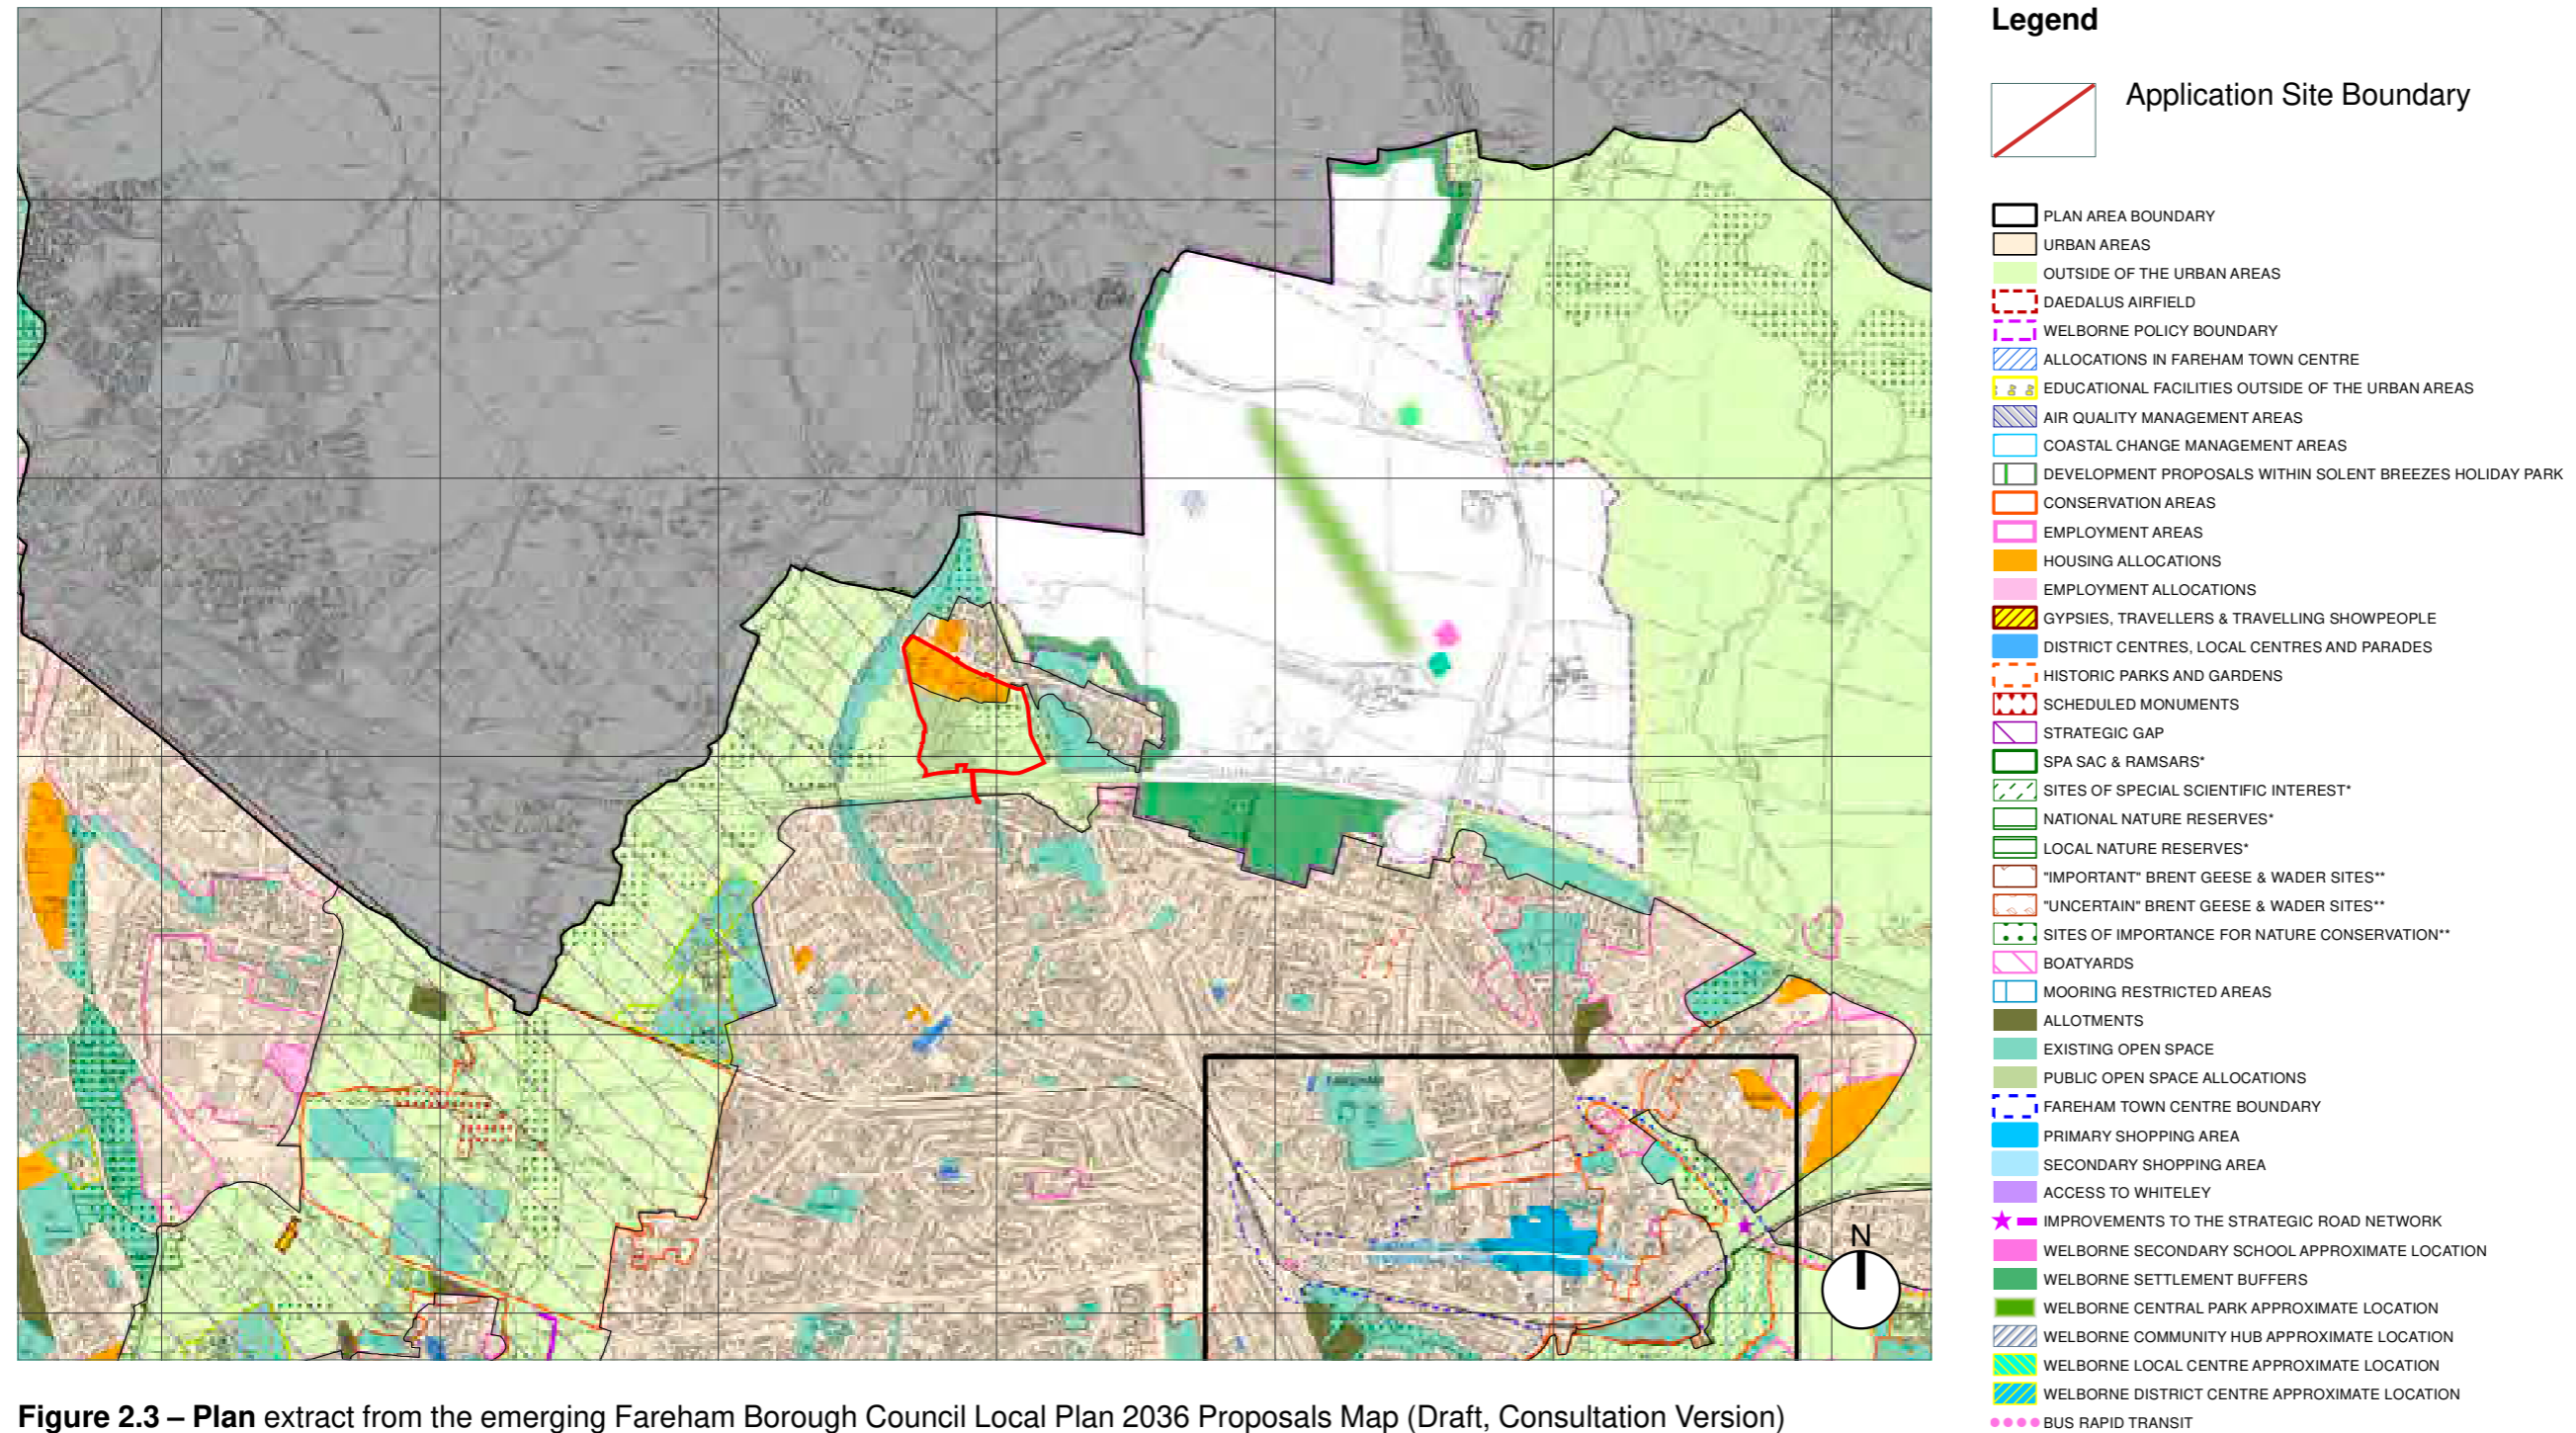 Legend
Application Site Boundary
PLAN AREA BOUNDARY
URBAN AREAS
OUTSIDE OF THE URBAN AREAS
DAEDALUS AIRFIELD
WELBORNE POLICY BOUNDARY
ALLOCATIONS IN FAREHAM TOWN CENTRE
EDUCATIONAL FACILITIES OUTSIDE OF THE URBAN AREAS
AIR QUALITY MANAGEMENT AREAS
COASTAL CHANGE MANAGEMENT AREAS
DEVELOPMENT PROPOSALS WITHIN SOLENT BREEZES HOLIDAY PARK
CONSERVATION AREAS
EMPLOYMENT AREAS
HOUSING ALLOCATIONS
EMPLOYMENT ALLOCATIONS
GYPSIES, TRAVELLERS & TRAVELLING SHOWPEOPLE
DISTRICT CENTRES, LOCAL CENTRES AND PARADES
HISTORIC PARKS AND GARDENS
SCHEDULED MONUMENTS
STRATEGIC GAP
SPA SAC & RAMSARS*
SITES OF SPECIAL SCIENTIFIC INTEREST*
NATIONAL NATURE RESERVES*
LOCAL NATURE RESERVES*
"IMPORTANT" BRENT GEESE & WADER SITES**
"UNCERTAIN" BRENT GEESE & WADER SITES**
SITES OF IMPORTANCE FOR NATURE CONSERVATION**
BOATYARDS
MOORING RESTRICTED AREAS
ALLOTMENTS
EXISTING OPEN SPACE
PUBLIC OPEN SPACE ALLOCATIONS
FAREHAM TOWN CENTRE BOUNDARY
PRIMARY SHOPPING AREA
SECONDARY SHOPPING AREA
ACCESS TO WHITELEY
IMPROVEMENTS TO THE STRATEGIC ROAD NETWORK
WELBORNE SECONDARY SCHOOL APPROXIMATE LOCATION
WELBORNE SETTLEMENT BUFFERS
WELBORNE CENTRAL PARK APPROXIMATE LOCATION
WELBORNE COMMUNITY HUB APPROXIMATE LOCATION
WELBORNE LOCAL CENTRE APPROXIMATE LOCATION
WELBORNE DISTRICT CENTRE APPROXIMATE LOCATION
BUS RAPID TRANSIT
N
Figure 2.3 – Plan extract from the emerging Fareham Borough Council Local Plan 2036 Proposals Map (Draft, Consultation Version)